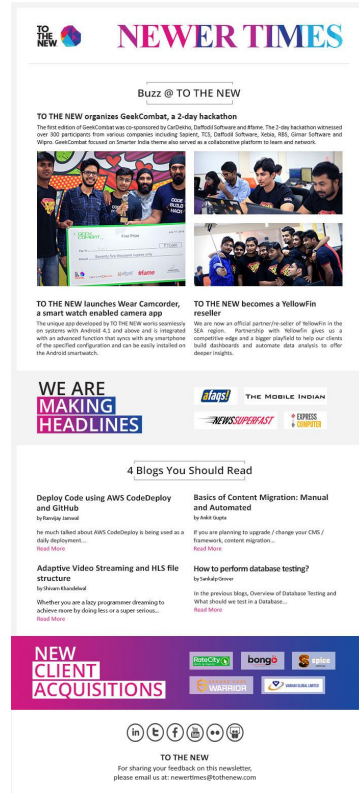 TO
THE
NEW
NEWER TIMES
Buzz @ TO THE NEW
TO THE NEW organizes GeekCombat, a 2-day hackathon
The first edition of GeekCombat was co-sponsored by CarDekho, Daffodil Software and #fame. The 2-day hackathon witnessed
over 300 participants from various companies including Sapient, TCS, Daffodil Software, Xebia, RBS, Girnar Software and
Wipro. GeekCombat focused on Smarter India theme also served as a collaborative platform to learn and network.
CODE
BUILD
HACK
First Prize
Seventy five thousand rupees only
#fame
TO THE NEW launches Wear Camcorder,
a smart watch enabled camera app
The unique app developed by TO THE NEW works seamlessly
on systems with Android 4.1 and above and is integrated
with an advanced function that syncs with any smartphone
of the specified configuration and can be easily installed on
the Android smartwatch.
TO THE NEW becomes a YellowFin
reseller
We are now an official partner/re-seller of YellowFin in the
SEA region. Partnership with Yellowfin gives us a
competitive edge and a bigger playfield to help our clients
build dashboards and automate data analysis to offer
deeper insights.
WE ARE
MAKING
HEADLINES
afaqs!
THE MOBILE INDIAN
NEWSSUPERFAST
EXPRESS
COMPUTER
4 Blogs You Should Read
Deploy Code using AWS CodeDeploy
and GitHub
by Ranvijay Jamwal
he much talked about AWS CodeDeploy is being used as a
daily deployment...
Read More
Basics of Content Migration: Manual
and Automated
by Ankit Gupta
If you are planning to upgrade / change your CMS /
framework, content migration...
Read More
Adaptive Video Streaming and HLS file
structure
by Shivam Khandelwal
Whether you are a lazy programmer dreaming to
achieve more by doing less or a super serious...
Read More
How to perform database testing?
by Sankalp Grover
In the previous blogs, Overview of Database Testing and
What should we test in a Database...
Read More
NEW
CLIENT
ACQUISITIONS
RateCity
bongo
spice
WARRIOR
TO THE NEW
For sharing your feedback on this newsletter,
please email us at: newertimes@tothenew.com